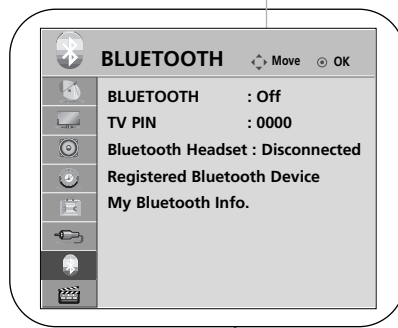 BLUETOOTH Move OK
BLUETOOTH : Off
TV PIN : 0000
Bluetooth Headset : Disconnected
Registered Bluetooth Device
My Bluetooth Info.